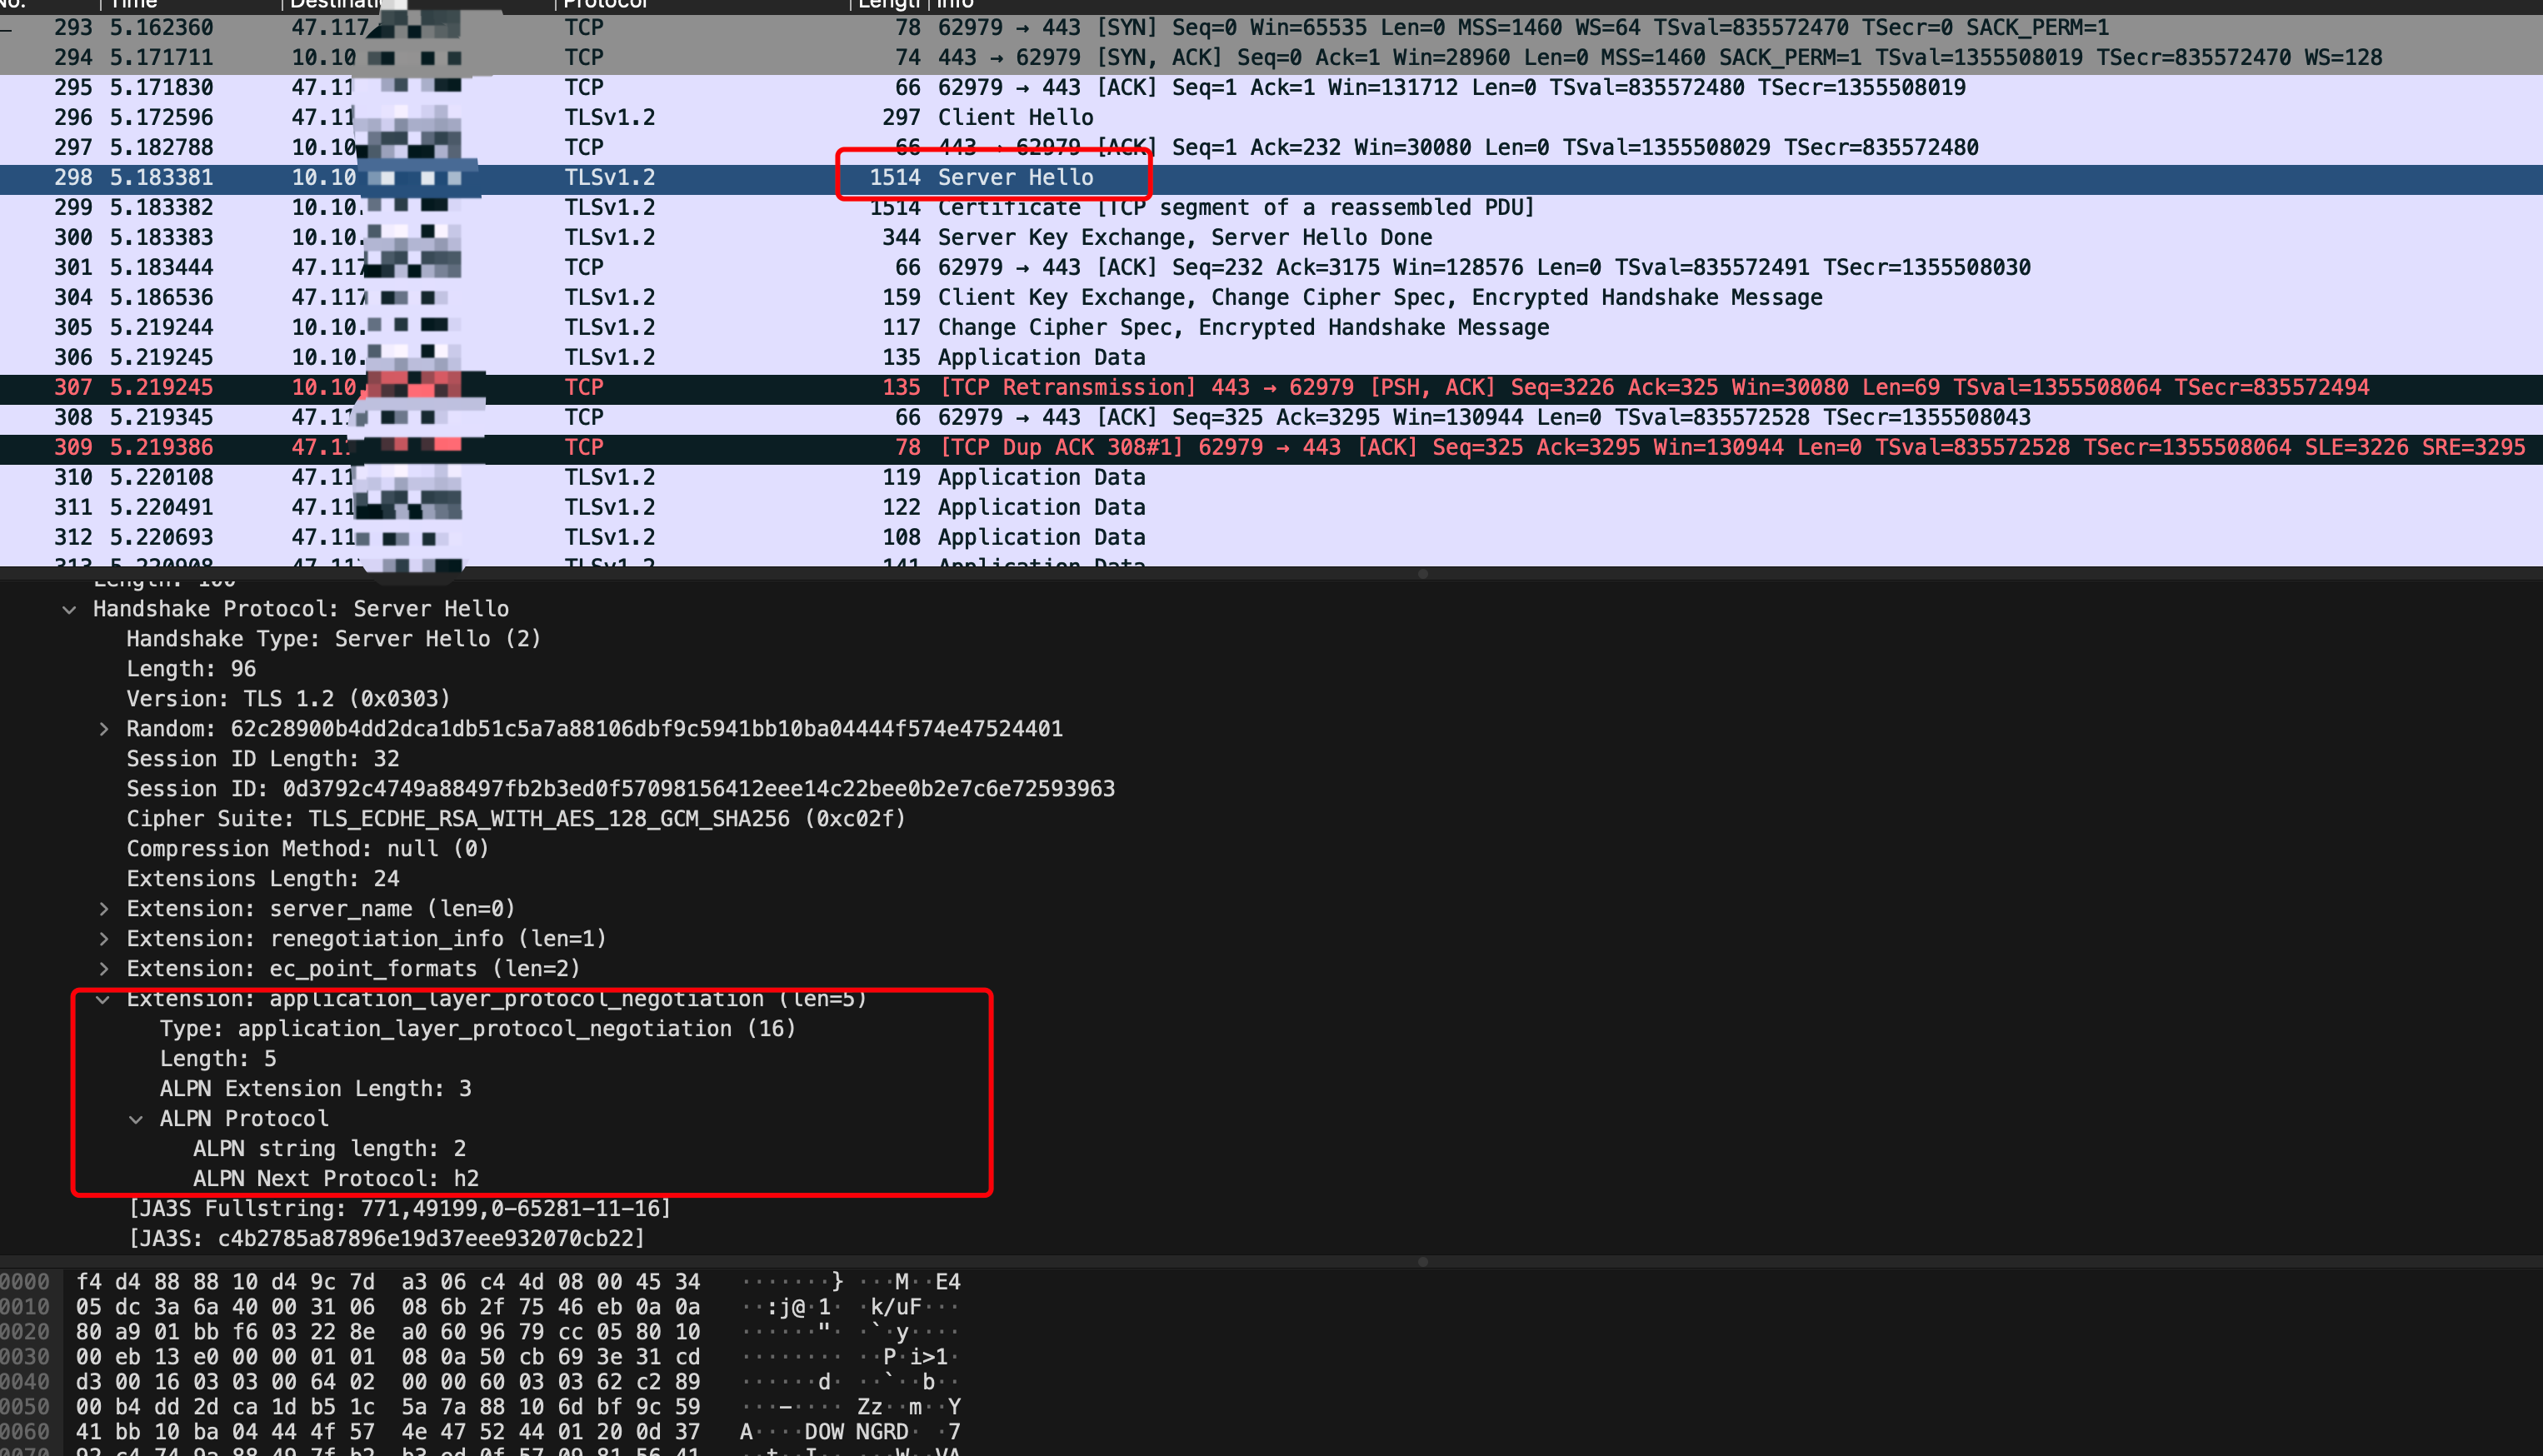 No. Time Destinati Protocol Length Info
293 5.162360 47.117 TCP 78 62979 → 443 [SYN] Seq=0 Win=65535 Len=0 MSS=1460 WS=64 TSval=835572470 TSecr=0 SACK_PERM=1
294 5.171711 10.10 TCP 74 443 → 62979 [SYN, ACK] Seq=0 Ack=1 Win=28960 Len=0 MSS=1460 SACK_PERM=1 TSval=1355508019 TSecr=835572470 WS=128
295 5.171830 47.11 TCP 66 62979 → 443 [ACK] Seq=1 Ack=1 Win=131712 Len=0 TSval=835572480 TSecr=1355508019
296 5.172596 47.11 TLSv1.2 297 Client Hello
297 5.182788 10.10 TCP 66 443 → 62979 [ACK] Seq=1 Ack=232 Win=30080 Len=0 TSval=1355508029 TSecr=835572480
298 5.183381 10.10 TLSv1.2 1514 Server Hello
299 5.183382 10.10. TLSv1.2 1514 Certificate [TCP segment of a reassembled PDU]
300 5.183383 10.10. TLSv1.2 344 Server Key Exchange, Server Hello Done
301 5.183444 47.117 TCP 66 62979 → 443 [ACK] Seq=232 Ack=3175 Win=128576 Len=0 TSval=835572491 TSecr=1355508030
304 5.186536 47.117 TLSv1.2 159 Client Key Exchange, Change Cipher Spec, Encrypted Handshake Message
305 5.219244 10.10. TLSv1.2 117 Change Cipher Spec, Encrypted Handshake Message
306 5.219245 10.10. TLSv1.2 135 Application Data
307 5.219245 10.10. TCP 135 [TCP Retransmission] 443 → 62979 [PSH, ACK] Seq=3226 Ack=325 Win=30080 Len=69 TSval=1355508064 TSecr=835572494
308 5.219345 47.11 TCP 66 62979 → 443 [ACK] Seq=325 Ack=3295 Win=130944 Len=0 TSval=835572528 TSecr=1355508043
309 5.219386 47.11 TCP 78 [TCP Dup ACK 308#1] 62979 → 443 [ACK] Seq=325 Ack=3295 Win=130944 Len=0 TSval=835572528 TSecr=1355508064 SLE=3226 SRE=3295
310 5.220108 47.11 TLSv1.2 119 Application Data
311 5.220491 47.11 TLSv1.2 122 Application Data
312 5.220693 47.11 TLSv1.2 108 Application Data
313 5.220908 47.117 TLSv1.2 141 Application Data
Length: 100
Handshake Protocol: Server Hello
Handshake Type: Server Hello (2)
Length: 96
Version: TLS 1.2 (0x0303)
Random: 62c28900b4dd2dca1db51c5a7a88106dbf9c5941bb10ba04444f574e47524401
Session ID Length: 32
Session ID: 0d3792c4749a88497fb2b3ed0f57098156412eee14c22bee0b2e7c6e72593963
Cipher Suite: TLS_ECDHE_RSA_WITH_AES_128_GCM_SHA256 (0xc02f)
Compression Method: null (0)
Extensions Length: 24
Extension: server_name (len=0)
Extension: renegotiation_info (len=1)
Extension: ec_point_formats (len=2)
Extension: application_layer_protocol_negotiation (len=5)
Type: application_layer_protocol_negotiation (16)
Length: 5
ALPN Extension Length: 3
ALPN Protocol
ALPN string length: 2
ALPN Next Protocol: h2
[JA3S Fullstring: 771,49199,0-65281-11-16]
[JA3S: c4b2785a87896e19d37eee932070cb22]
0000 f4 d4 88 88 10 d4 9c 7d a3 06 c4 4d 08 00 45 34 ·······} ···M··E4
0010 05 dc 3a 6a 40 00 31 06 08 6b 2f 75 46 eb 0a 0a ··:j@·1· ·k/uF···
0020 80 a9 01 bb f6 03 22 8e a0 60 96 79 cc 05 80 10 ······"· ·`·y····
0030 00 eb 13 e0 00 00 01 01 08 0a 50 cb 69 3e 31 cd ········ ··P·i>1·
0040 d3 00 16 03 03 00 64 02 00 00 60 03 03 62 c2 89 ······d· ··`··b··
0050 00 b4 dd 2d ca 1d b5 1c 5a 7a 88 10 6d bf 9c 59 ···-···· Zz··m··Y
0060 41 bb 10 ba 04 44 4f 57 4e 47 52 44 01 20 0d 37 A····DOW NGRD· ·7
0070 92 c4 74 9a 88 49 7f b2 b3 ed 0f 57 09 81 56 41 ··t··I·· ···W··VA